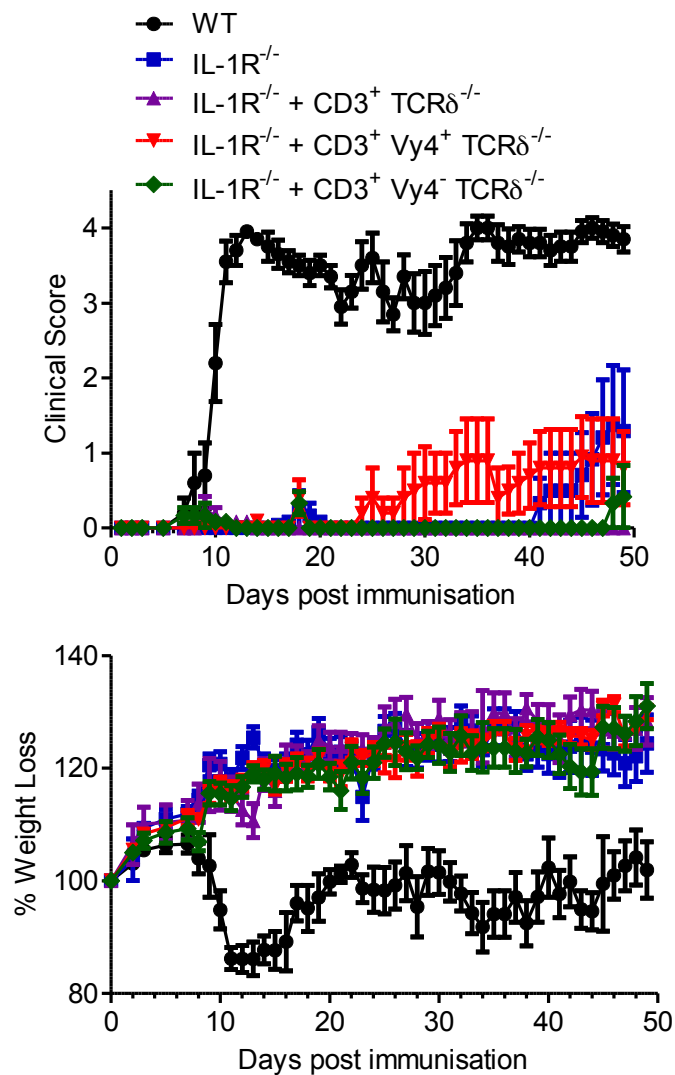 WT
IL-1R-/-
IL-1R-/- + CD3+ TCRδ-/-
IL-1R-/- + CD3+ Vy4+ TCRδ-/-
IL-1R-/- + CD3+ Vy4- TCRδ-/-
4
3
2
1
0
Clinical Score
0 10 20 30 40 50
Days post immunisation
140
120
100
80
% Weight Loss
0 10 20 30 40 50
Days post immunisation